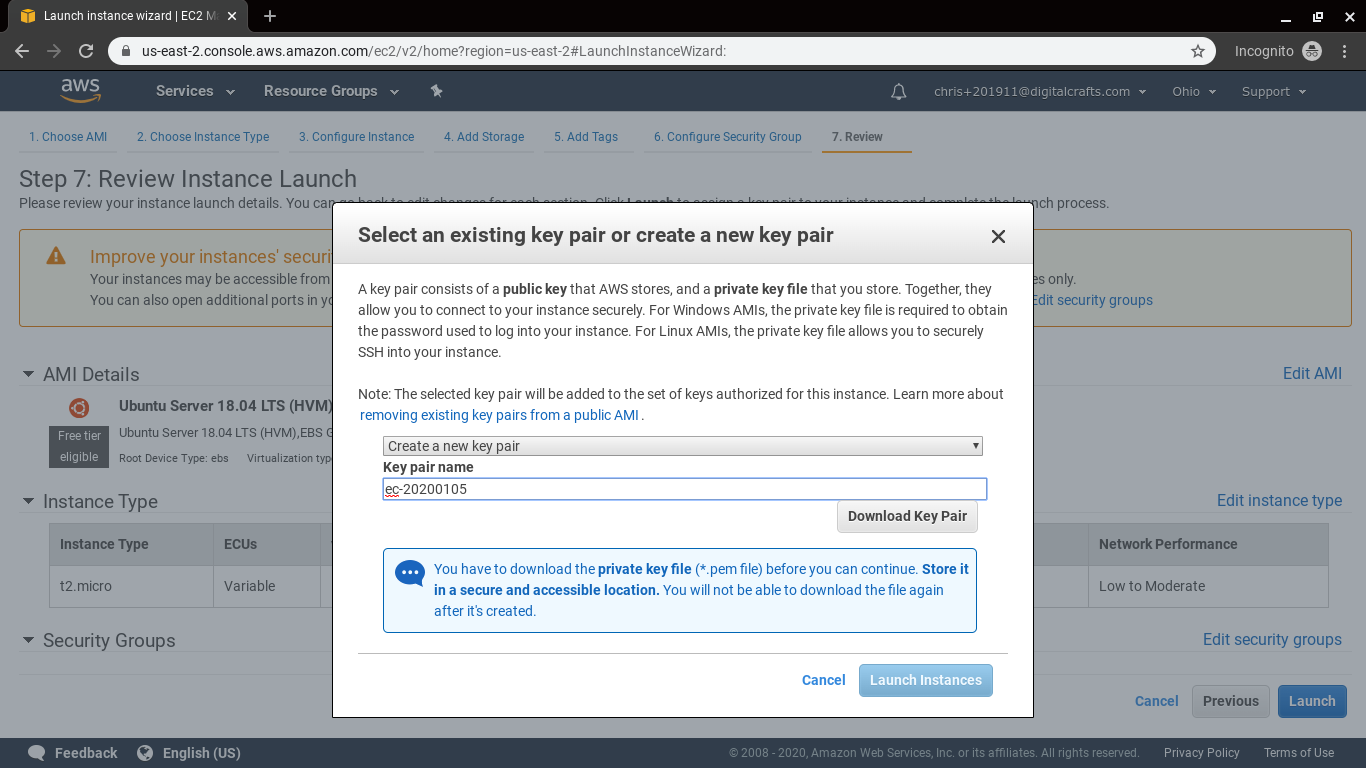 Launch instance wizard | EC2 Ma
us-east-2.console.aws.amazon.com/ec2/v2/home?region=us-east-2#LaunchInstanceWizard:
Incognito
aws
Services
Resource Groups
chris+201911@digitalcrafts.com
Ohio
Support
1. Choose AMI
2. Choose Instance Type
3. Configure Instance
4. Add Storage
5. Add Tags
6. Configure Security Group
7. Review
Step 7: Review Instance Launch
Please review your instance launch details. You can go back to edit changes for each section. Click Launch to assign a key pair to your instance and complete the launch process.
Improve your instances' securi
Your instances may be accessible from
es only.
You can also open additional ports in yo
Edit security groups
Select an existing key pair or create a new key pair
A key pair consists of a public key that AWS stores, and a private key file that you store. Together, they
allow you to connect to your instance securely. For Windows AMIs, the private key file is required to obtain
the password used to log into your instance. For Linux AMIs, the private key file allows you to securely
SSH into your instance.
Note: The selected key pair will be added to the set of keys authorized for this instance. Learn more about
removing existing key pairs from a public AMI .
Create a new key pair
Key pair name
ec-20200105
Download Key Pair
You have to download the private key file (*.pem file) before you can continue. Store it
in a secure and accessible location. You will not be able to download the file again
after it's created.
Cancel
Launch Instances
AMI Details
Edit AMI
Ubuntu Server 18.04 LTS (HVM)
Free tier
eligible
Ubuntu Server 18.04 LTS (HVM),EBS G
Root Device Type: ebs
Virtualization type
Instance Type
Edit instance type
Instance Type
ECUs
Network Performance
t2.micro
Variable
Low to Moderate
Security Groups
Edit security groups
Cancel
Previous
Launch
Feedback
English (US)
© 2008 - 2020, Amazon Web Services, Inc. or its affiliates. All rights reserved.
Privacy Policy
Terms of Use